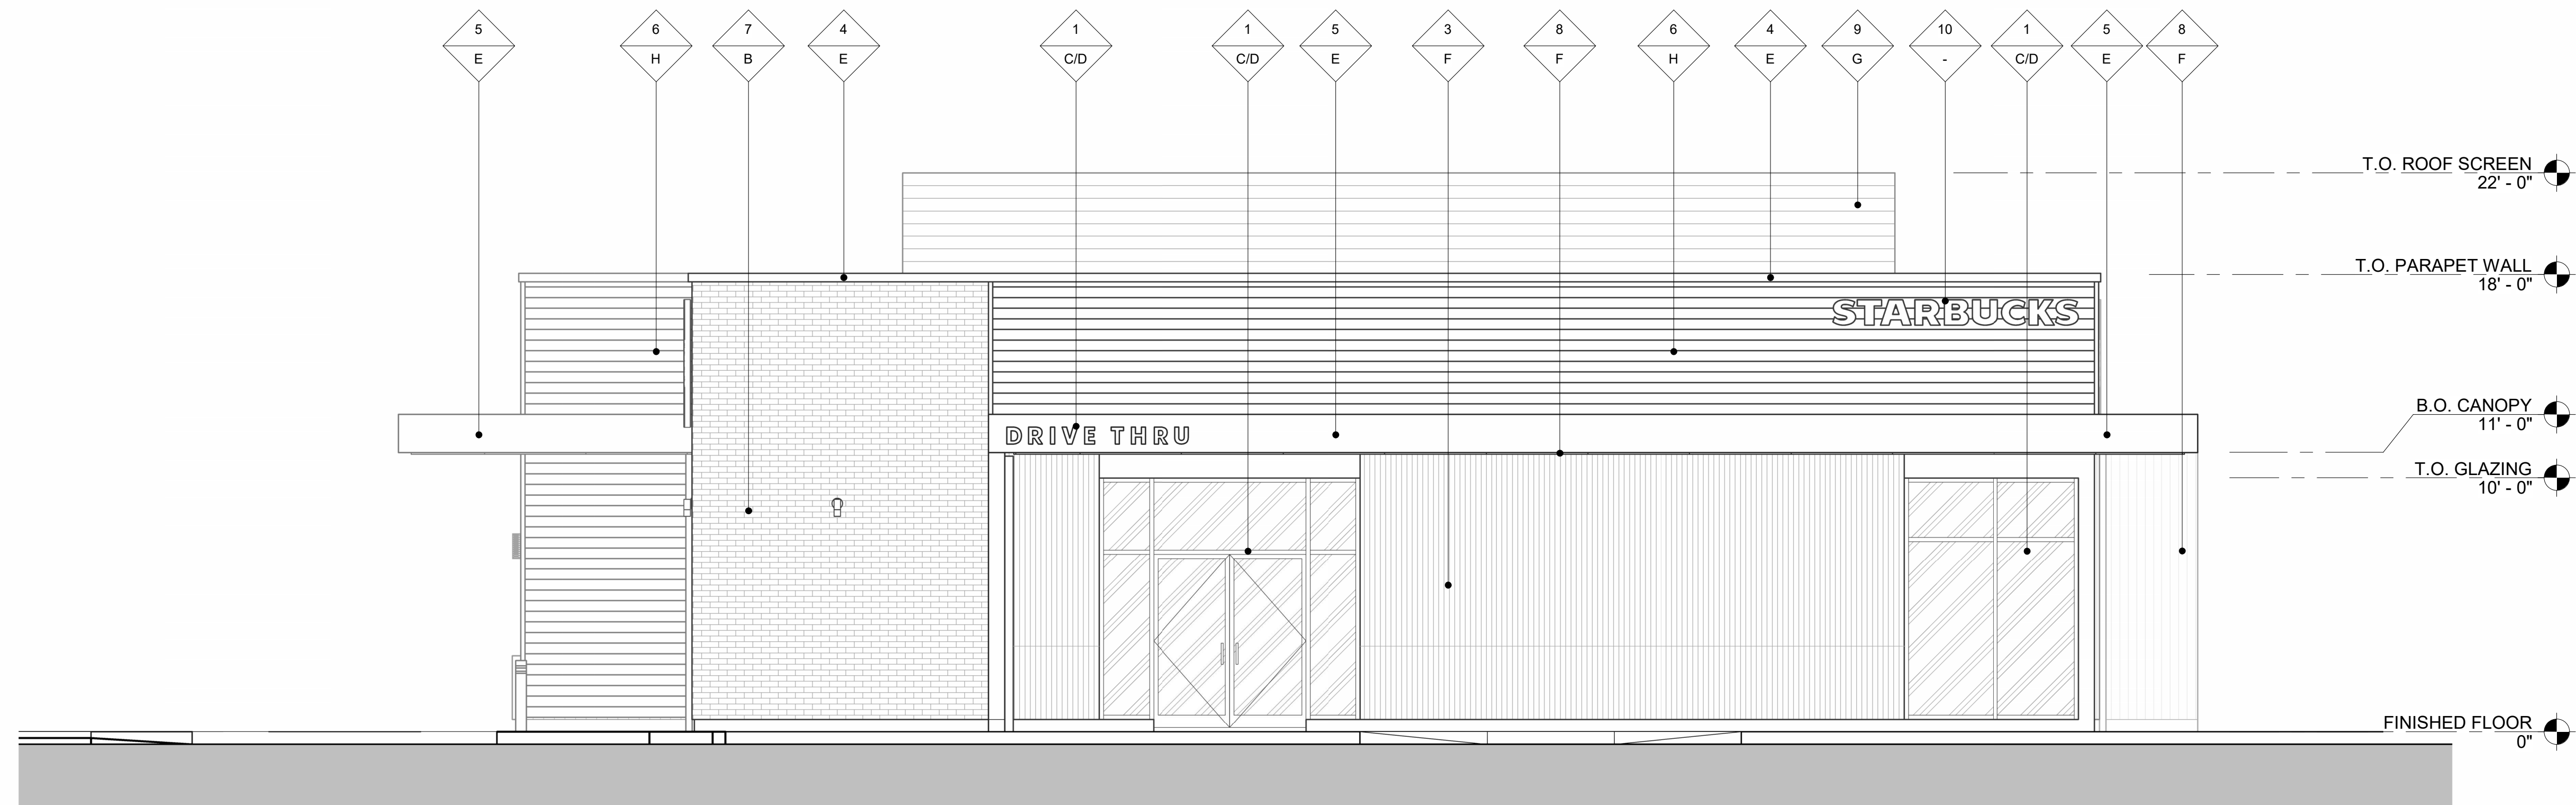 5
E
6
H
7
B
4
E
1
C/D
1
C/D
5
E
3
F
8
F
6
H
4
E
9
G
10
-
1
C/D
5
E
8
F
T.O. ROOF SCREEN
22' - 0"
T.O. PARAPET WALL
18' - 0"
STARBUCKS
B.O. CANOPY
11' - 0"
DRIVE THRU
T.O. GLAZING
10' - 0"
FINISHED FLOOR
0"